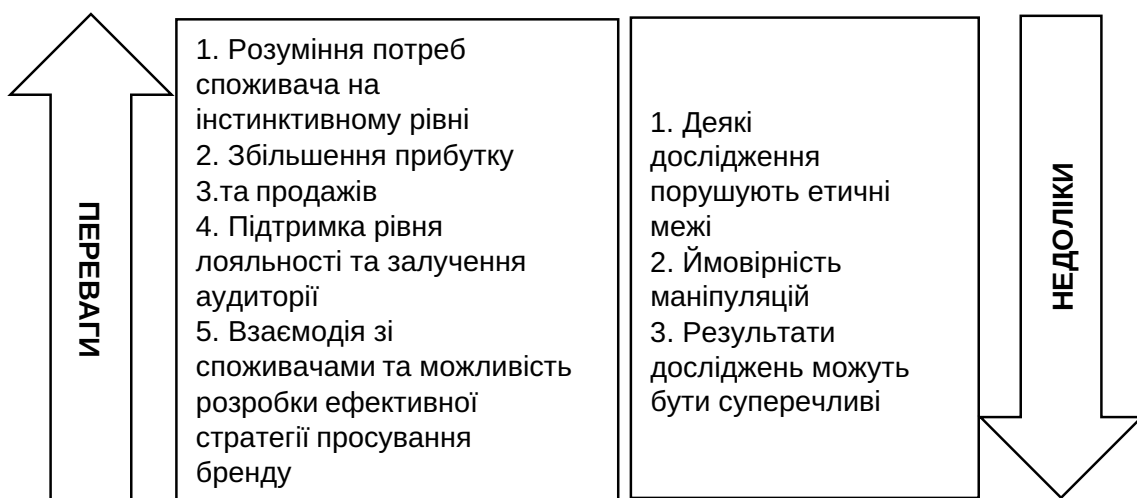 ПЕРЕВАГИ
1. Розуміння потреб
споживача на
інстинктивному рівні
2. Збільшення прибутку
3.та продажів
4. Підтримка рівня
лояльності та залучення
аудиторії
5. Взаємодія зі
споживачами та можливість
розробки ефективної
стратегії просування
бренду
1. Деякі
дослідження
порушують етичні
межі
2. Ймовірність
маніпуляцій
3. Результати
досліджень можуть
бути суперечливі
НЕДОЛІКИ